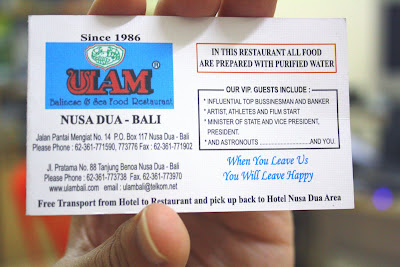 Since 1986
ULAM ®
Balinese & Sea Food Restaurant
NUSA DUA - BALI
Jalan Pantai Mengiat No. 14 P.O. Box 117 Nusa Dua - Bali
Please Phone : 62-361-771590, 773776 Fax : 62-361-771902
Jl. Pratama No. 88 Tanjung Benoa Nusa Dua - Bali
Please Phone : 62-361-773738 Fax. 62-361-773970
www.ulambali.com email : ulambali@telkom.net
IN THIS RESTAURANT ALL FOOD
ARE PREPARED WITH PURIFIED WATER
OUR VIP. GUESTS INCLUDE :
* INFLUENTIAL TOP BUSSINESMAN AND BANKER
* ARTIST, ATHLETES AND FILM START
* MINISTER OF STATE AND VICE PRESIDENT,
PRESIDENT.
* AND ASTRONOUTS ........................AND YOU.
When You Leave Us
You Will Leave Happy
Free Transport from Hotel to Restaurant and pick up back to Hotel Nusa Dua Area